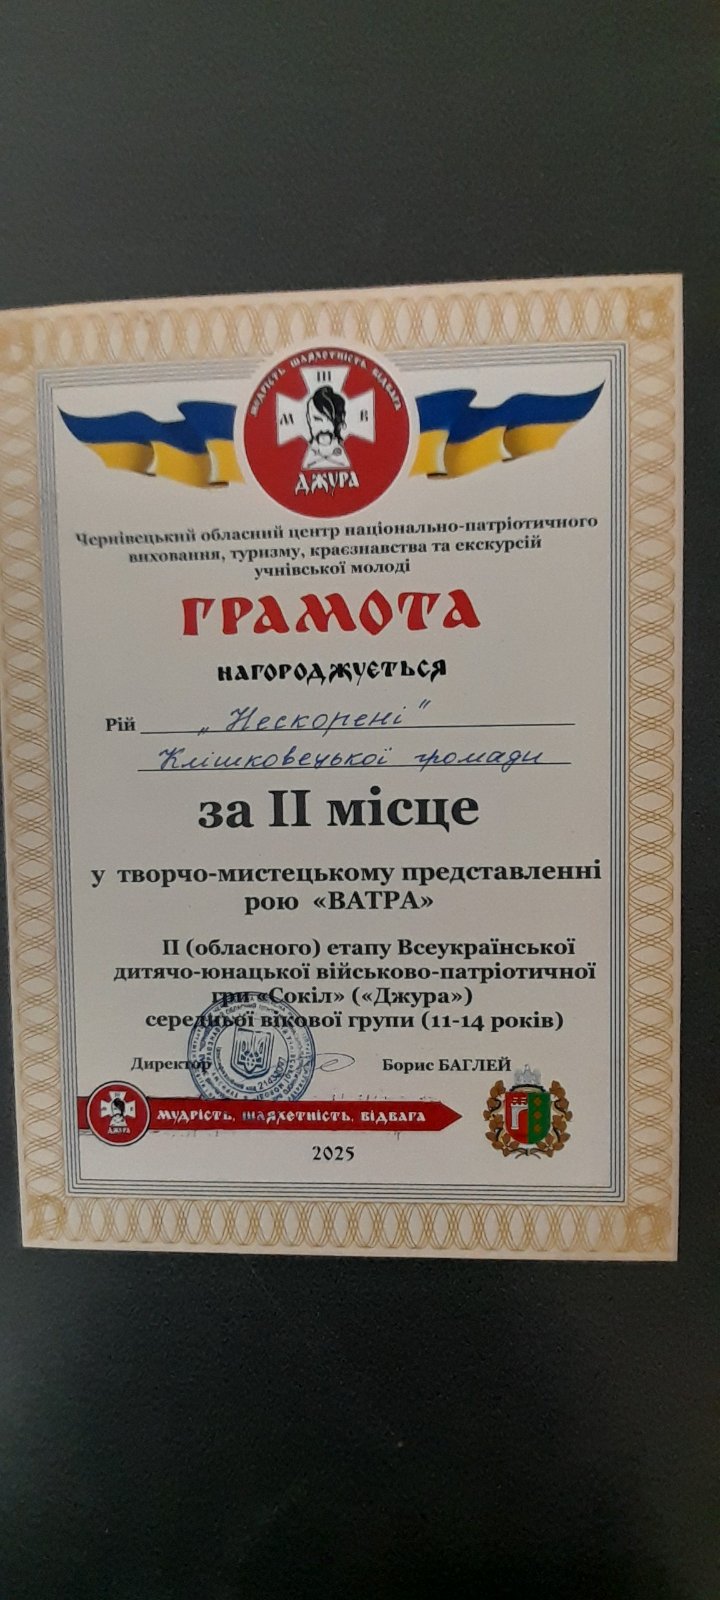 мудрість шляхетність відвага
Ш
М В
ДЖУРА
Чернівецький обласний центр національно-патріотичного
виховання, туризму, краєзнавства та екскурсій
учнівської молоді
ГРАМОТА
НАГОРОДЖУЄТЬСЯ
Рій „Нескорені"
Клішковецької громади
за ІІ місце
у творчо-мистецькому представленні
рою «ВАТРА»
ІІ (обласного) етапу Всеукраїнської
дитячо-юнацької військово-патріотичної
гри «Сокіл» («Джура»)
середньої вікової групи (11-14 років)
Директор Борис БАГЛЕЙ
ДЖУРА мудрість, шляхетність, відвага
2025